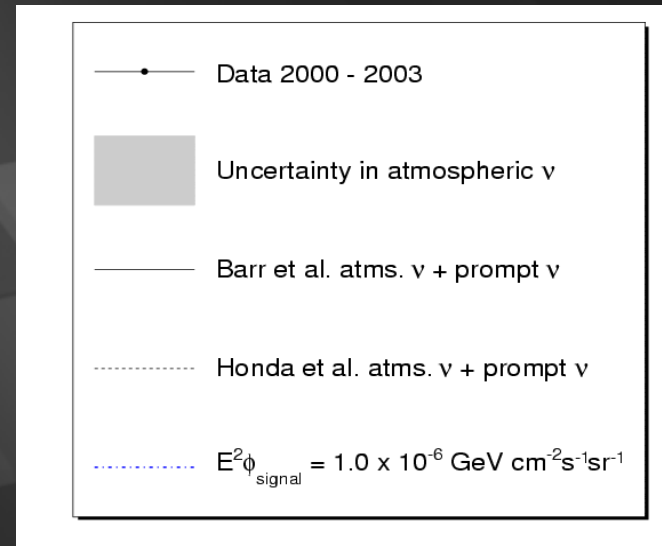 Data 2000 - 2003
Uncertainty in atmospheric ν
Barr et al. atms. ν + prompt ν
Honda et al. atms. ν + prompt ν
E²ϕ_signal = 1.0 x 10⁻⁶ GeV cm⁻²s⁻¹sr⁻¹